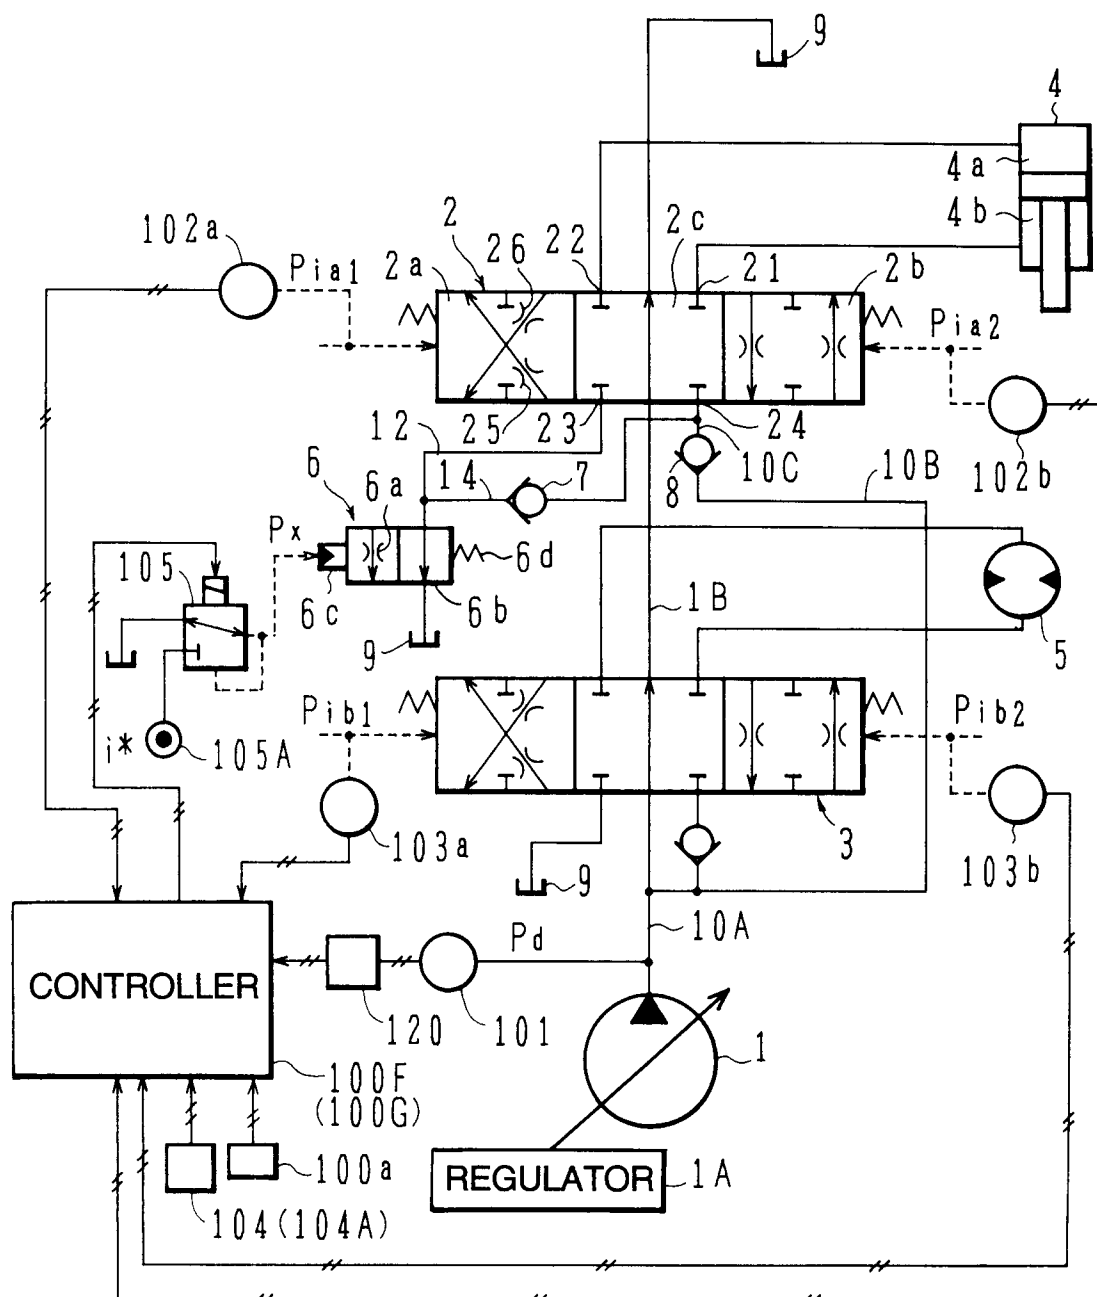 9
4
4a
4b
102a
Pia1
2a
2
26
22
2c
21
2b
Pia2
25
23
24
12
14
7
8
10C
10B
102b
6
6a
Px
6c
6b
6d
105
9
1B
5
i*
105A
Pib1
Pib2
103a
3
103b
9
10A
Pd
CONTROLLER
120
101
1
100F
(100G)
100a
REGULATOR
1A
104(104A)